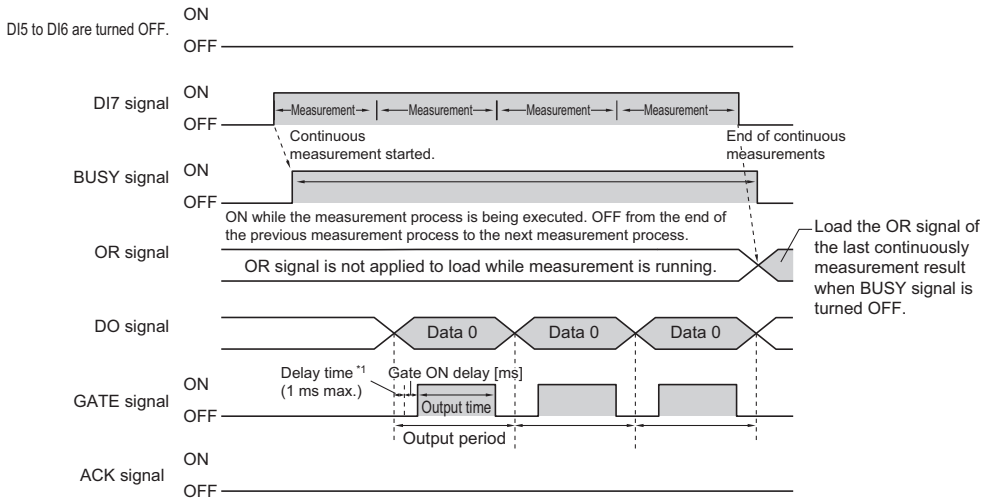 DI5 to DI6 are turned OFF.
ON
OFF
DI7 signal
ON
OFF
Measurement
Measurement
Measurement
Measurement
Continuous
measurement started.
End of continuous
measurements
BUSY signal
ON
OFF
ON while the measurement process is being executed. OFF from the end of
the previous measurement process to the next measurement process.
OR signal
OR signal is not applied to load while measurement is running.
Load the OR signal of
the last continuously
measurement result
when BUSY signal is
turned OFF.
DO signal
Data 0
Data 0
Data 0
Delay time *1
(1 ms max.)
Gate ON delay [ms]
GATE signal
ON
OFF
Output time
Output period
ACK signal
ON
OFF